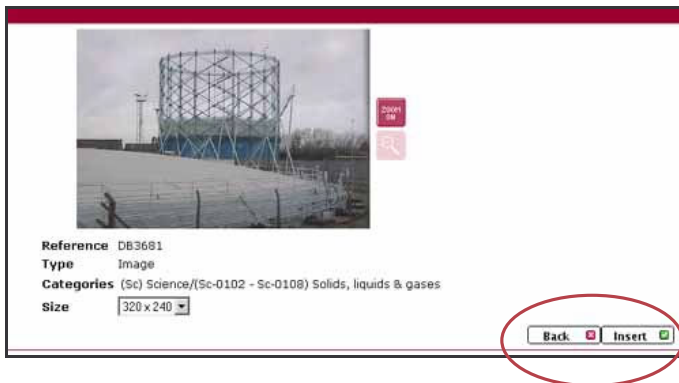 ZOOM
ON
Reference DB3681
Type Image
Categories (Sc) Science/(Sc-0102 - Sc-0108) Solids, liquids & gases
Size 320 x 240
Back Insert